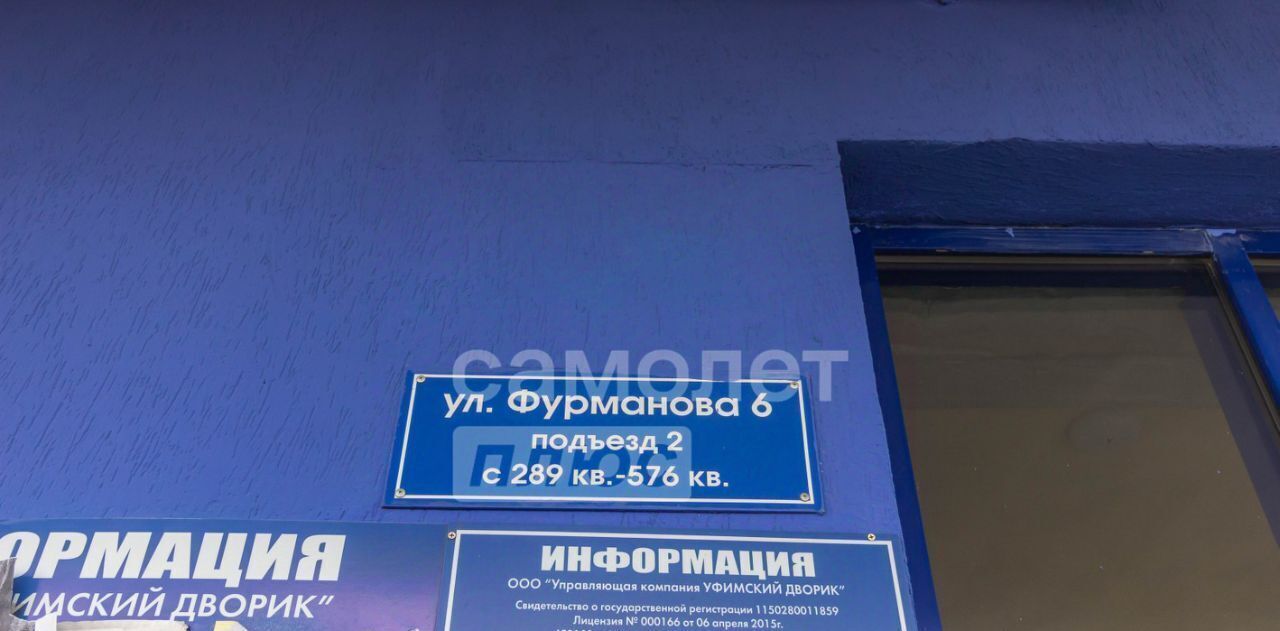 самолет
плюс
ул. Фурманова 6
подъезд 2
с 289 кв.-576 кв.
ОРМАЦИЯ
ИМСКИЙ ДВОРИК”
ИНФОРМАЦИЯ
ООО “Управляющая компания УФИМСКИЙ ДВОРИК”
Свидетельство о государственной регистрации 1150280011859
Лицензия № 000166 от 06 апреля 2015г.